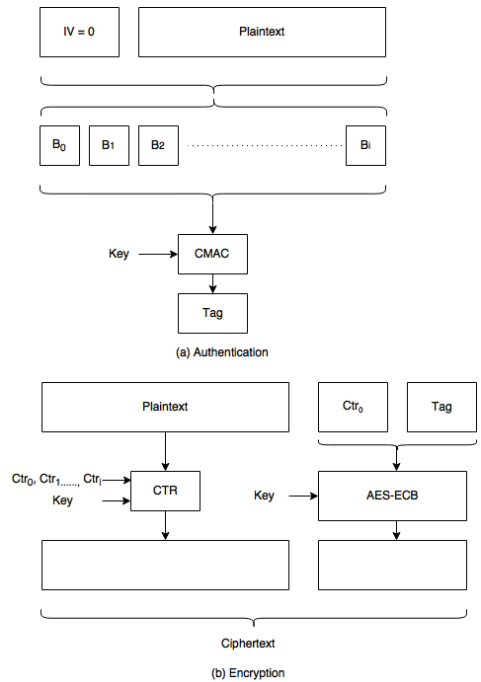 IV = 0
Plaintext
B0 B1 B2 Bi
Key
CMAC
Tag
(a) Authentication
Plaintext
Ctr0
Tag
Ctr0, Ctr1......, Ctri
Key
CTR
Key
AES-ECB
Ciphertext
(b) Encryption